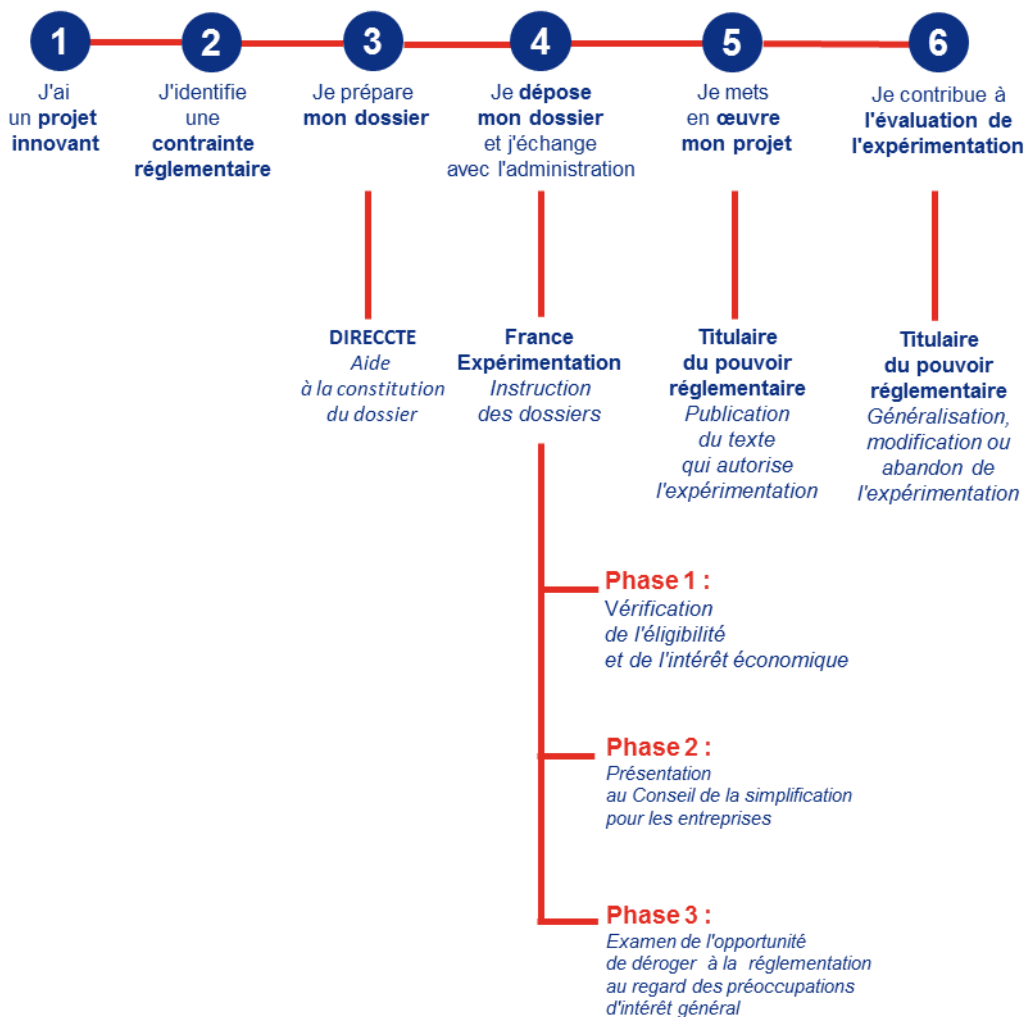 1
J'ai
un projet
innovant
2
J'identifie
une
contrainte
réglementaire
3
Je prépare
mon dossier
4
Je dépose
mon dossier
et j'échange
avec l'administration
5
Je mets
en œuvre
mon projet
6
Je contribue à
l'évaluation de
l'expérimentation
DIRECCTE
Aide
à la constitution
du dossier
France
Expérimentation
Instruction
des dossiers
Titulaire
du pouvoir
réglementaire
Publication
du texte
qui autorise
l'expérimentation
Titulaire
du pouvoir
réglementaire
Généralisation,
modification ou
abandon de
l'expérimentation
Phase 1 :
Vérification
de l'éligibilité
et de l'intérêt économique
Phase 2 :
Présentation
au Conseil de la simplification
pour les entreprises
Phase 3 :
Examen de l'opportunité
de déroger à la réglementation
au regard des préoccupations
d'intérêt général